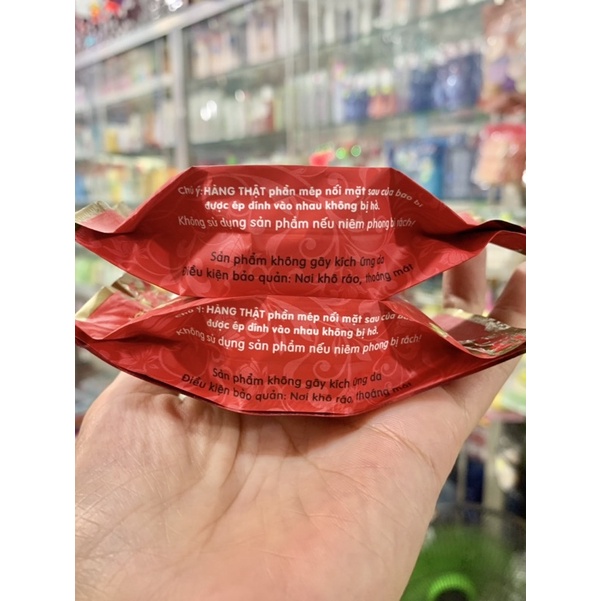 Chú ý: HÀNG THẬT phần mép nối mặt sau của bao bì
được ép dính vào nhau không bị hở.
Không sử dụng sản phẩm nếu niêm phong bị rách!
Sản phẩm không gây kích ứng da
Điều kiện bảo quản: Nơi khô ráo, thoáng mát
Chú ý: HÀNG THẬT phần mép nối mặt sau của bao
được ép dính vào nhau không bị hở.
Không sử dụng sản phẩm nếu niêm phong bị rách!
Sản phẩm không gây kích ứng da
Điều kiện bảo quản: Nơi khô ráo, thoáng mát